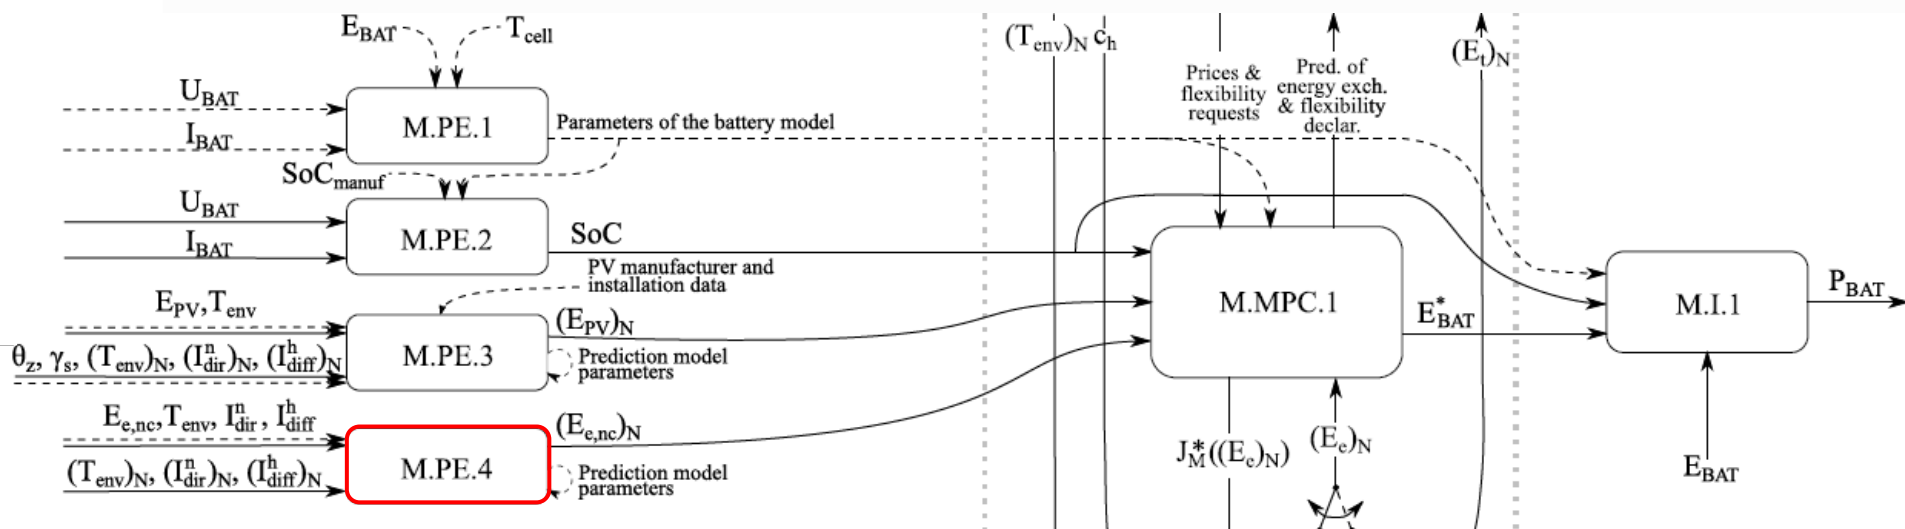 E_BAT
T_cell
(T_env)_N c_h
(E_t)_N
U_BAT
I_BAT
M.PE.1
Parameters of the battery model
Prices &
flexibility
requests
Pred. of
energy exch.
& flexibility
declar.
SoC_manuf
U_BAT
I_BAT
M.PE.2
SoC
PV manufacturer and
installation data
E_PV,T_env
θ_z, γ_s, (T_env)_N, (I^n_dir)_N, (I^h_diff)_N
M.PE.3
(E_PV)_N
Prediction model
parameters
E_e,nc,T_env, I^n_dir, I^h_diff
(T_env)_N, (I^n_dir)_N, (I^h_diff)_N
M.PE.4
(E_e,nc)_N
Prediction model
parameters
M.MPC.1
E^*_BAT
J^*_M((E_e)_N)
(E_e)_N
M.I.1
P_BAT
E_BAT